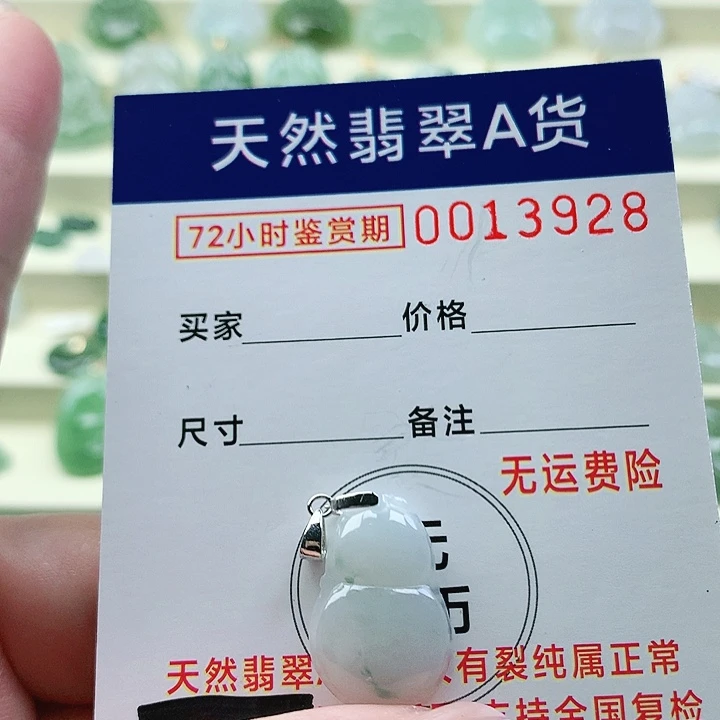 天然翡翠A货
72小时鉴赏期 0013928
买家 价格
尺寸 备注
无运费险
天然翡翠 有裂纯属正常
支持全国复检